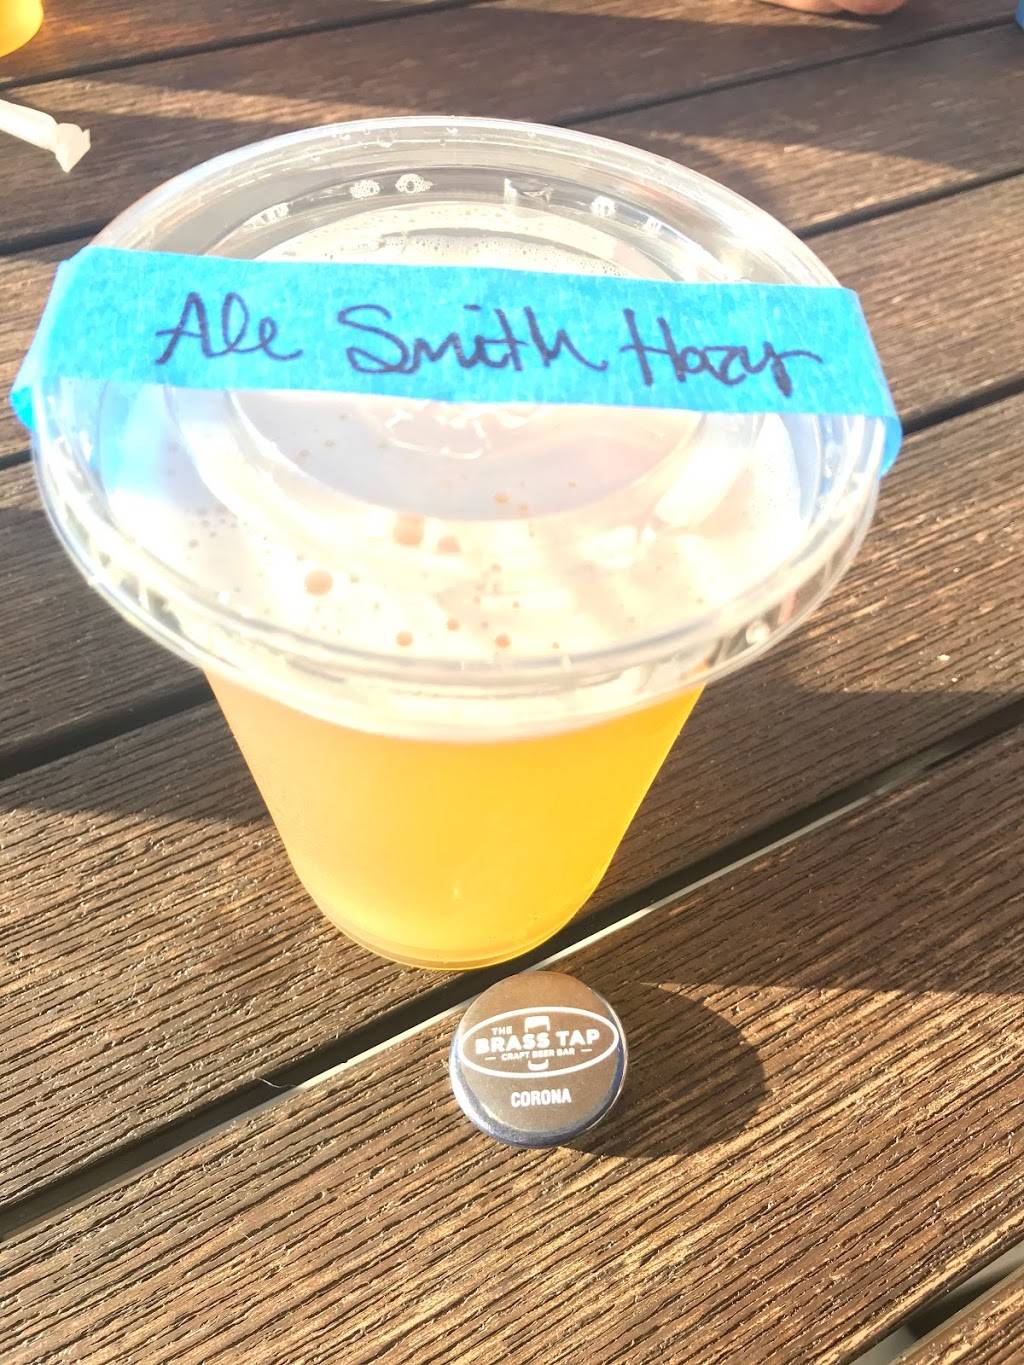 Ale Smith Hazy
THE
BRASS TAP
CRAFT BEER BAR
CORONA